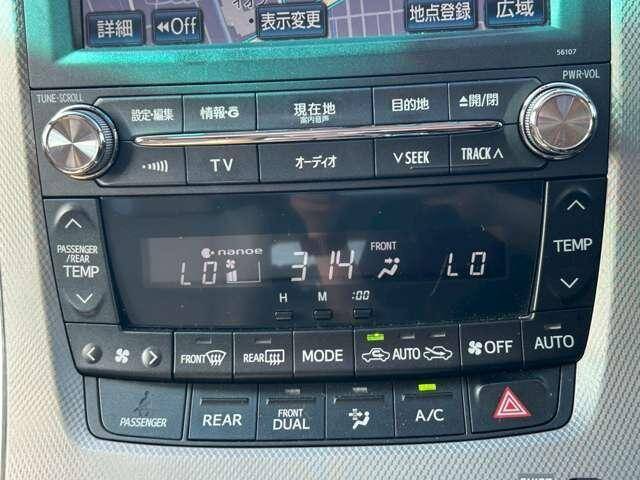 詳細 ◀◀Off 表示変更 地点登録 広域
56107
TUNE·SCROLL PWR·VOL
設定・編集 情報・G 現在地 目的地 ▲開/閉
案内音声
TV オーディオ ∨SEEK TRACK∧
PASSENGER
/REAR
TEMP
nanoe FRONT
LO 3:14 LO
TEMP
H M :00
FRONT REAR MODE AUTO OFF AUTO
PASSENGER REAR FRONT DUAL A/C